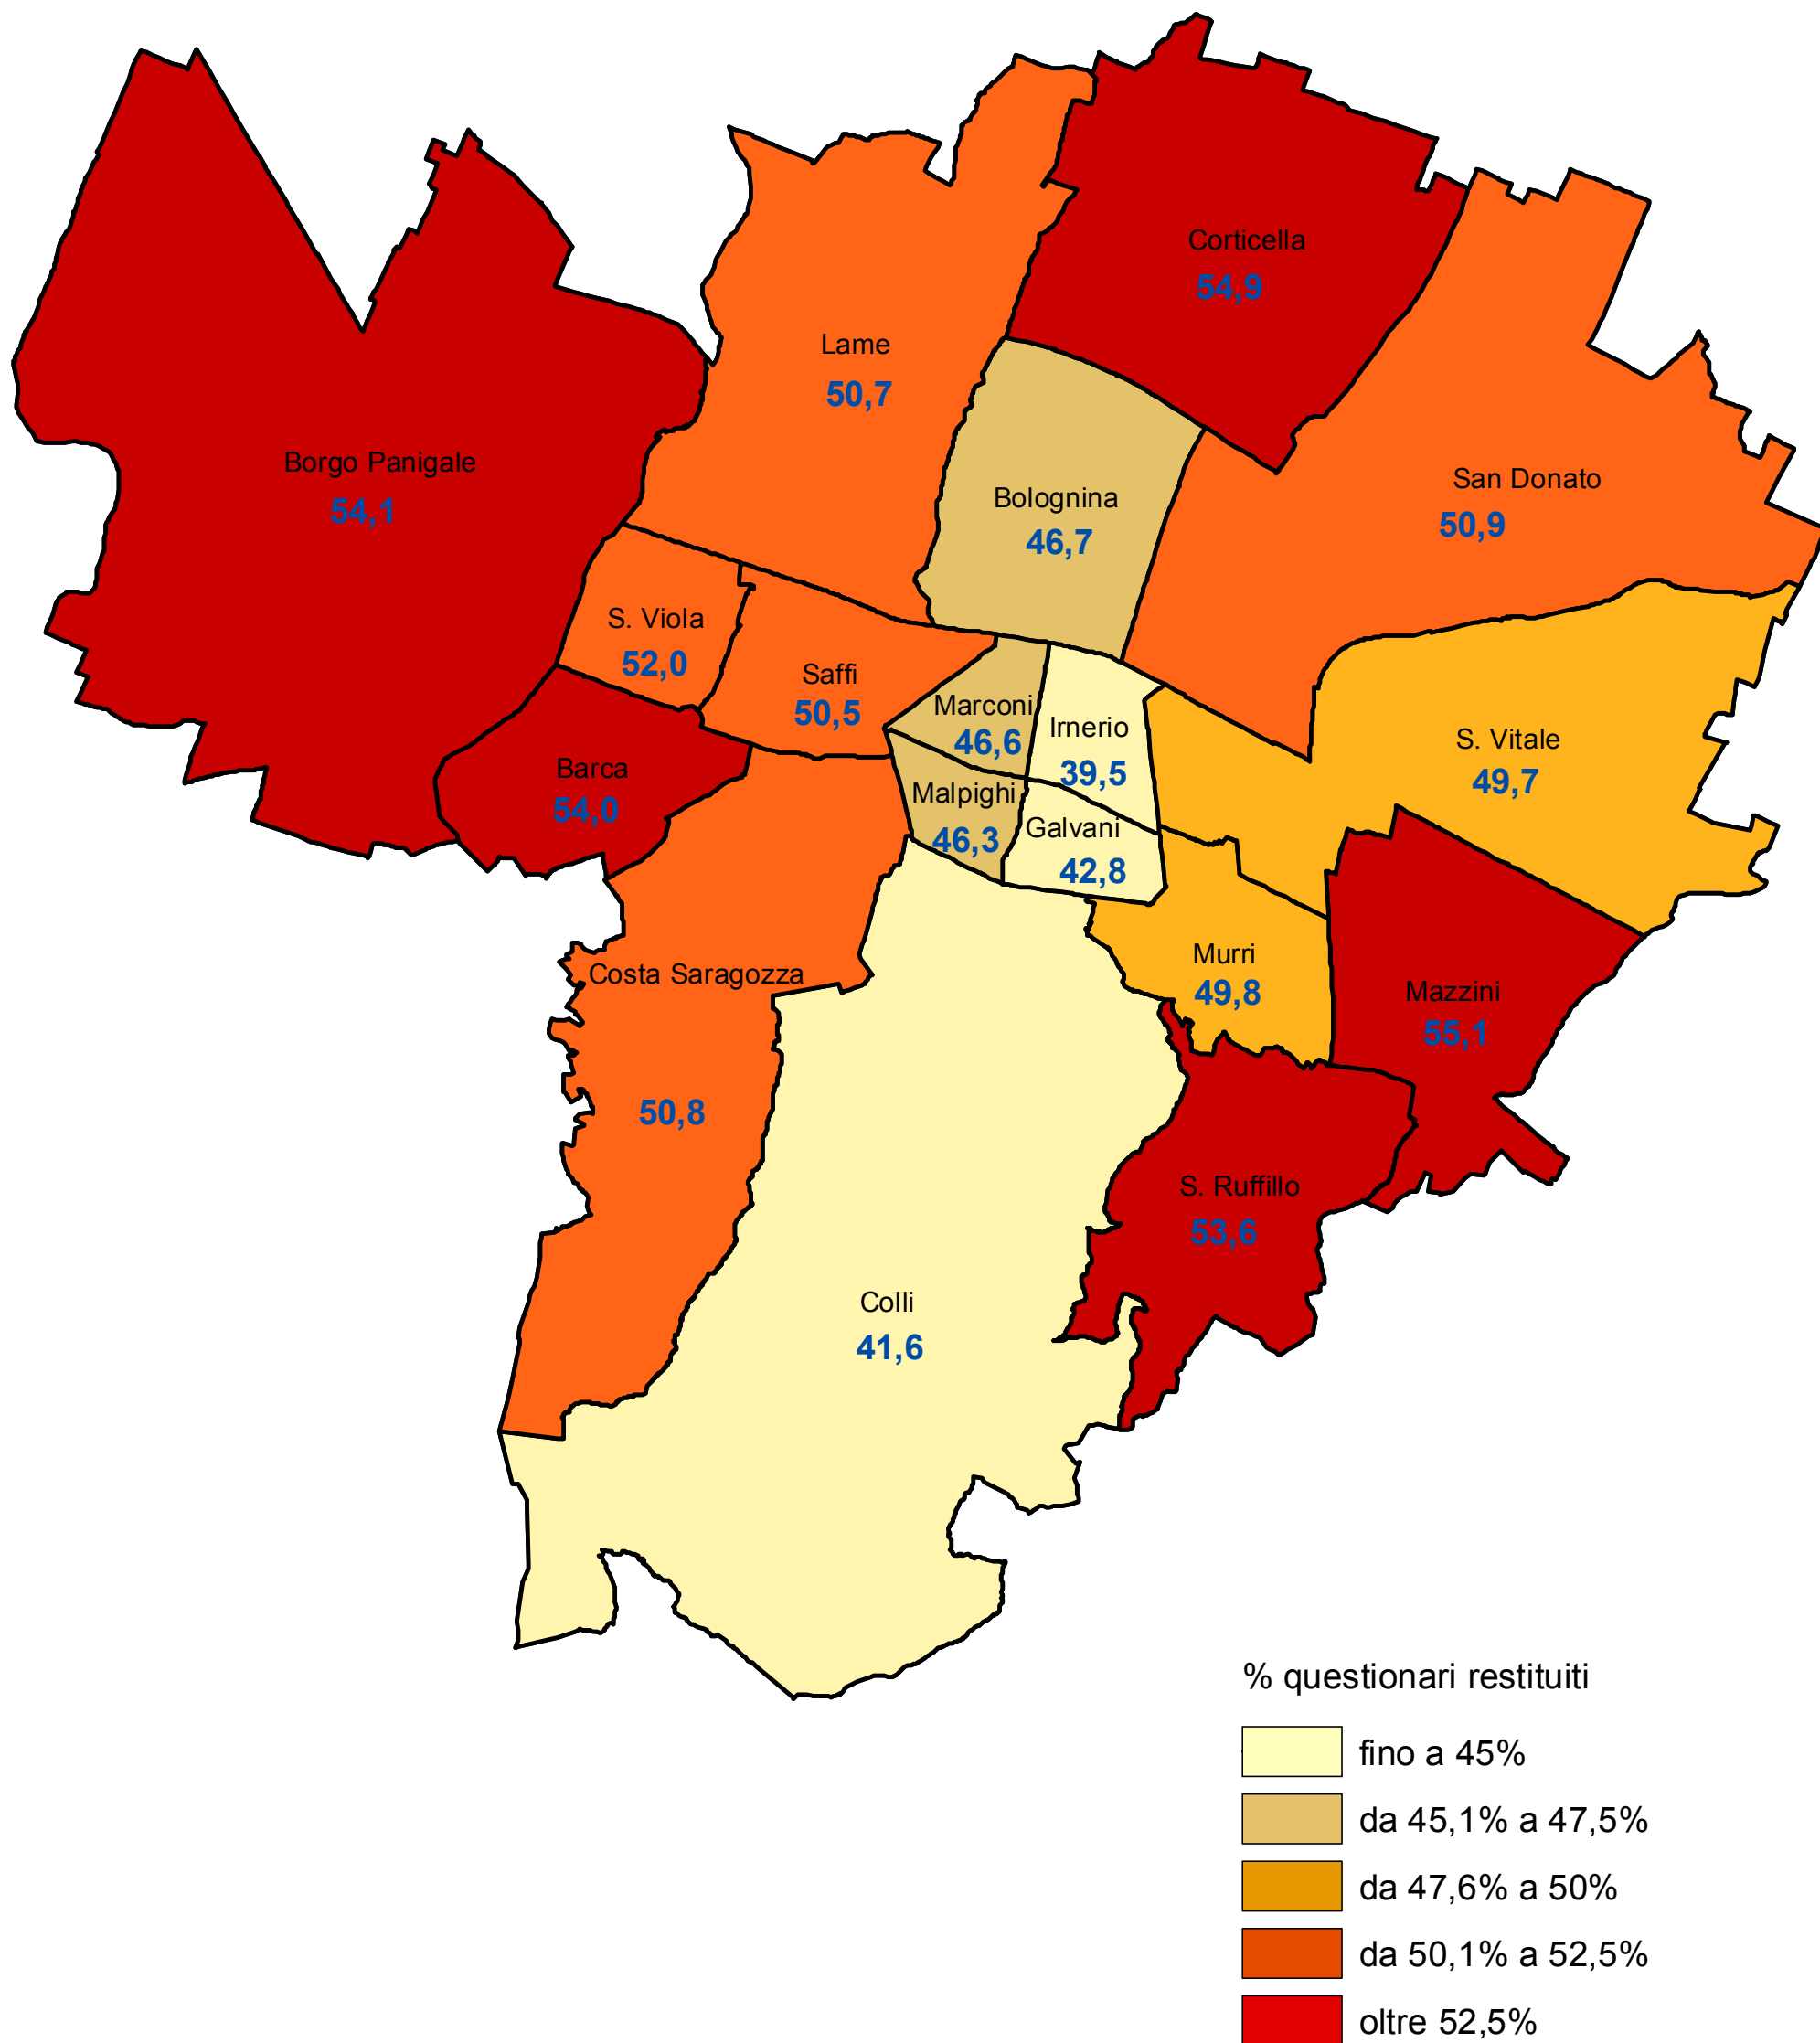 Corticella
54,9
Lame
50,7
Borgo Panigale
54,1
San Donato
50,9
Bolognina
46,7
S. Viola
52,0
Saffi
50,5
Marconi
46,6
Irnerio
39,5
S. Vitale
49,7
Barca
54,0
Malpighi
46,3
Galvani
42,8
Murri
49,8
Costa Saragozza
50,8
Mazzini
55,1
S. Ruffillo
53,6
Colli
41,6
% questionari restituiti
fino a 45%
da 45,1% a 47,5%
da 47,6% a 50%
da 50,1% a 52,5%
oltre 52,5%